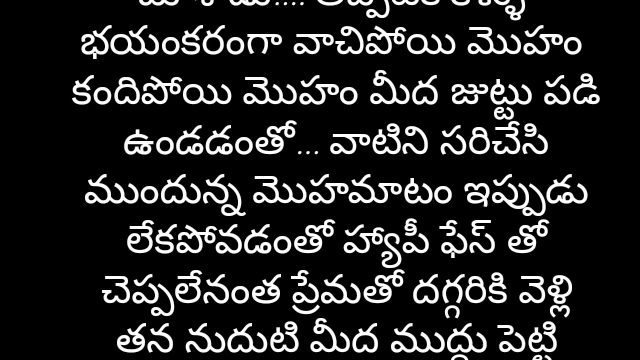 భయంకరంగా వాచిపోయి మొహం
కందిపోయి మొహం మీద జుట్టు పడి
ఉండడంతో... వాటిని సరిచేసి
ముందున్న మొహమాటం ఇప్పుడు
లేకపోవడంతో హ్యాపీ ఫేస్ తో
చెప్పలేనంత ప్రేమతో దగ్గరికి వెళ్లి
తన నుదుటి మీద ముద్దు పెట్టి